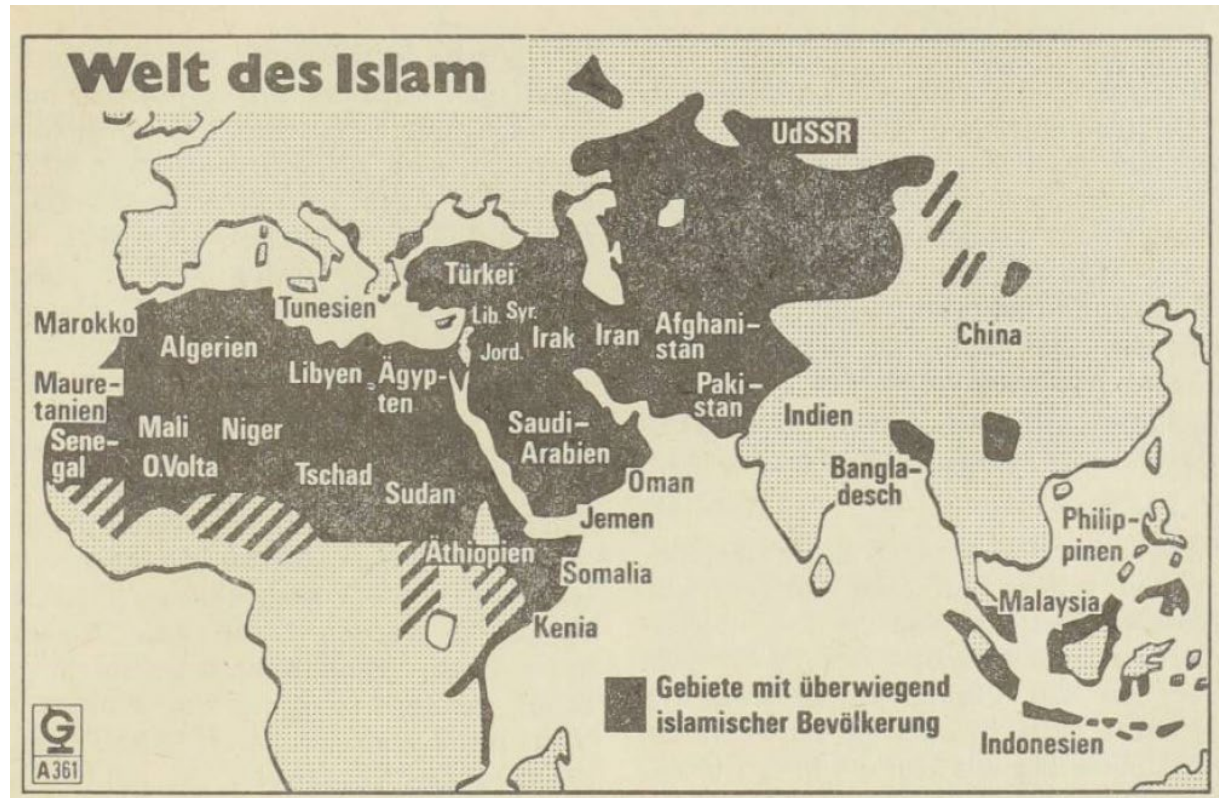 Welt des Islam
UdSSR
Türkei
Tunesien
Marokko
Lib. Syr.
Algerien
Irak
Iran
Afghani-
stan
China
Jord.
Libyen
Ägyp-
ten
Maure-
tanien
Paki-
stan
Indien
Mali
Niger
Saudi-
Arabien
Sene-
gal
O.Volta
Tschad
Sudan
Oman
Bangla-
desch
Jemen
Philip-
pinen
Äthiopien
Somalia
Malaysia
Kenia
Gebiete mit überwiegend
islamischer Bevölkerung
Indonesien
G
A361